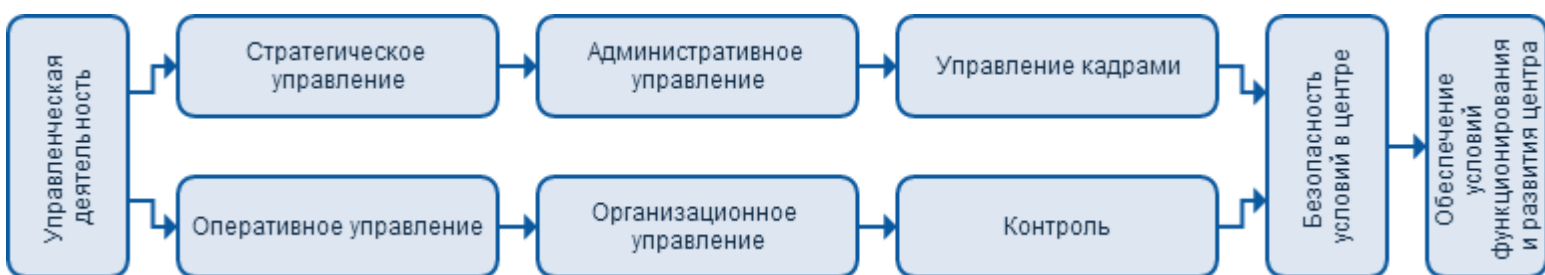 Управленческая
деятельность
Стратегическое
управление
Административное
управление
Управление кадрами
Оперативное управление
Организационное
управление
Контроль
Безопасность
условий в центре
Обеспечение
условий
функционирования
и развития центра